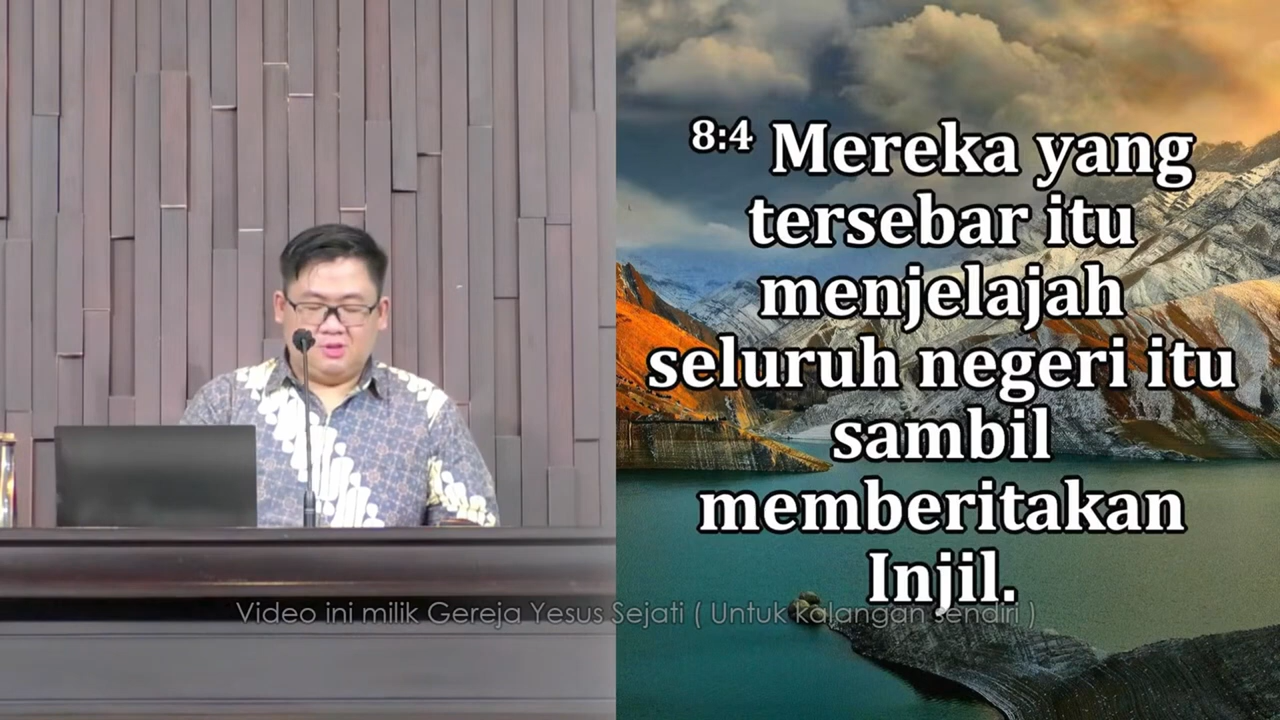 8:4 Mereka yang
tersebar itu
menjelajah
seluruh negeri itu
sambil
memberitakan
Injil.
Video ini milik Gereja Yesus Sejati ( Untuk kalangan sendiri )